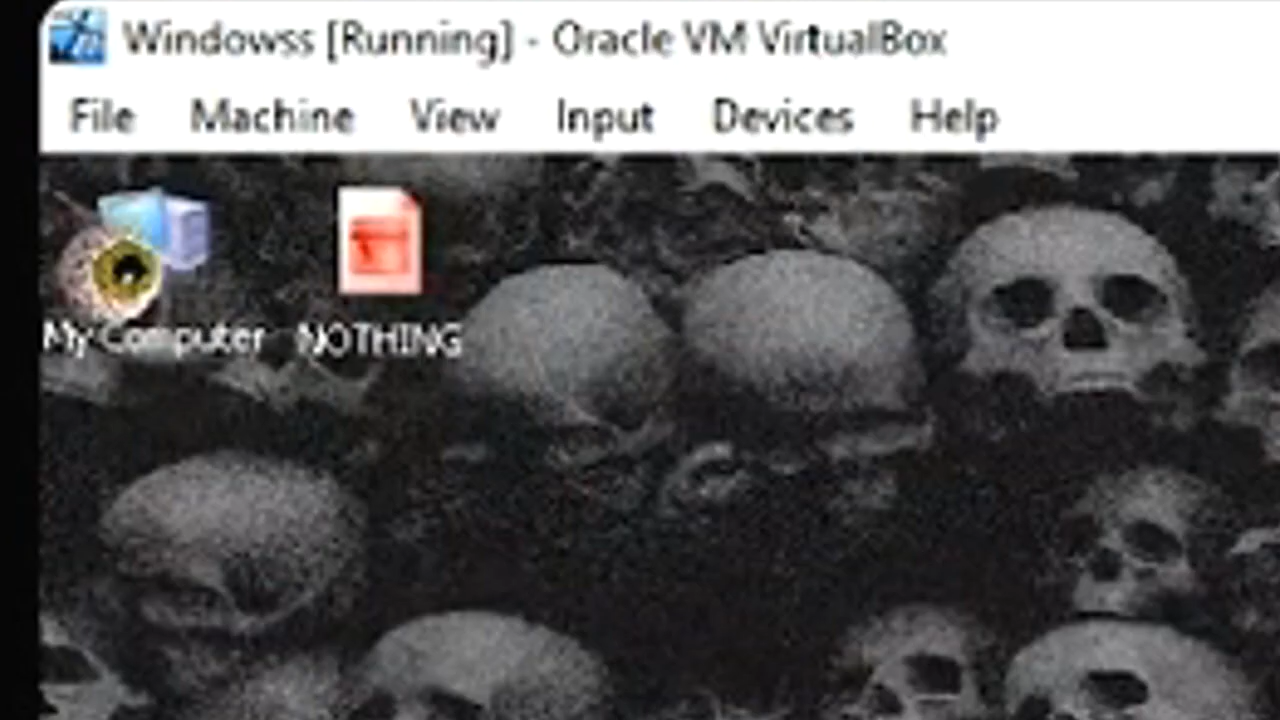 Windowss [Running] - Oracle VM VirtualBox
File Machine View Input Devices Help
My Computer NOTHING